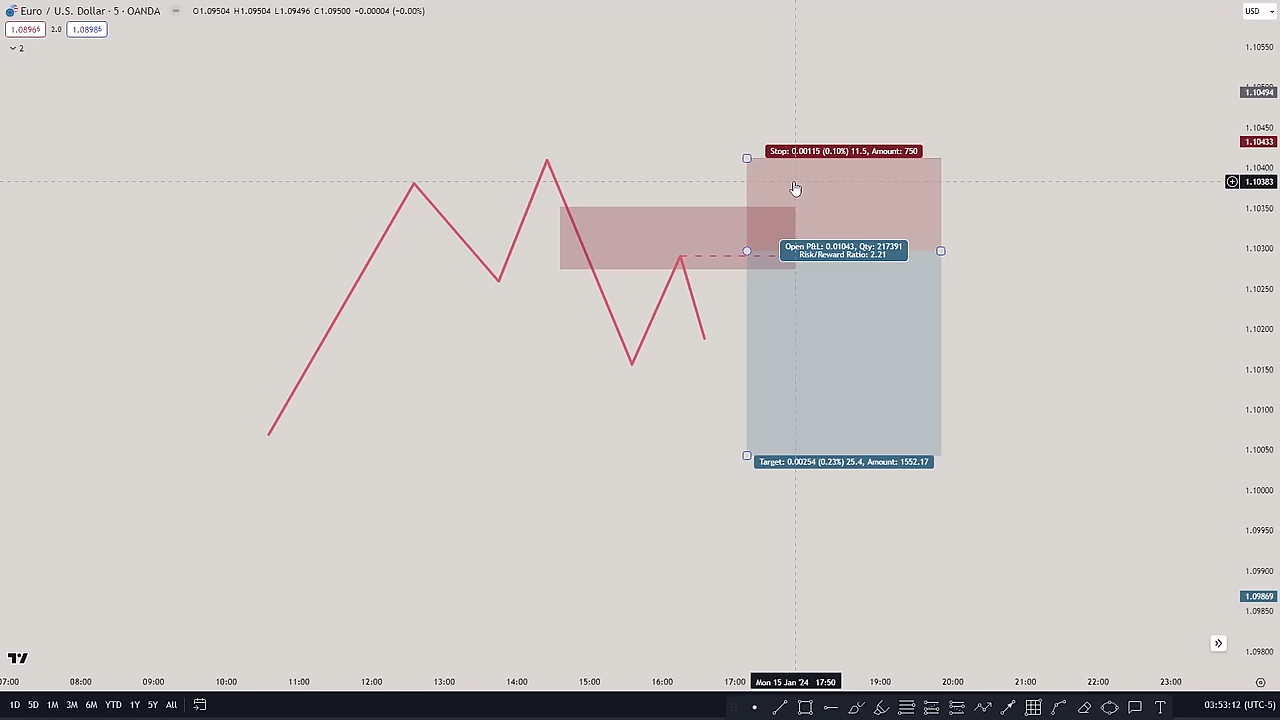 Euro / U.S. Dollar · 5 · OANDA O1.09504 H1.09504 L1.09496 C1.09500 −0.00004 (−0.00%)
USD
1.08966 2.0 1.08986
2
1.10550
1.10494
1.10450
1.10433
Stop: 0.00115 (0.10%) 11.5, Amount: 750
1.10400
1.10383
1.10350
Open P&L: 0.01043, Qty: 217391
Risk/Reward Ratio: 2.21
1.10300
1.10250
1.10200
1.10150
1.10100
1.10050
Target: 0.00254 (0.23%) 25.4, Amount: 1552.17
1.10000
1.09950
1.09900
1.09869
1.09850
1.09800
07:00 08:00 09:00 10:00 11:00 12:00 13:00 14:00 15:00 16:00 17:00 Mon 15 Jan '24 17:50 19:00 20:00 21:00 22:00 23:00
1D 5D 1M 3M 6M YTD 1Y 5Y All
03:53:12 (UTC-5)